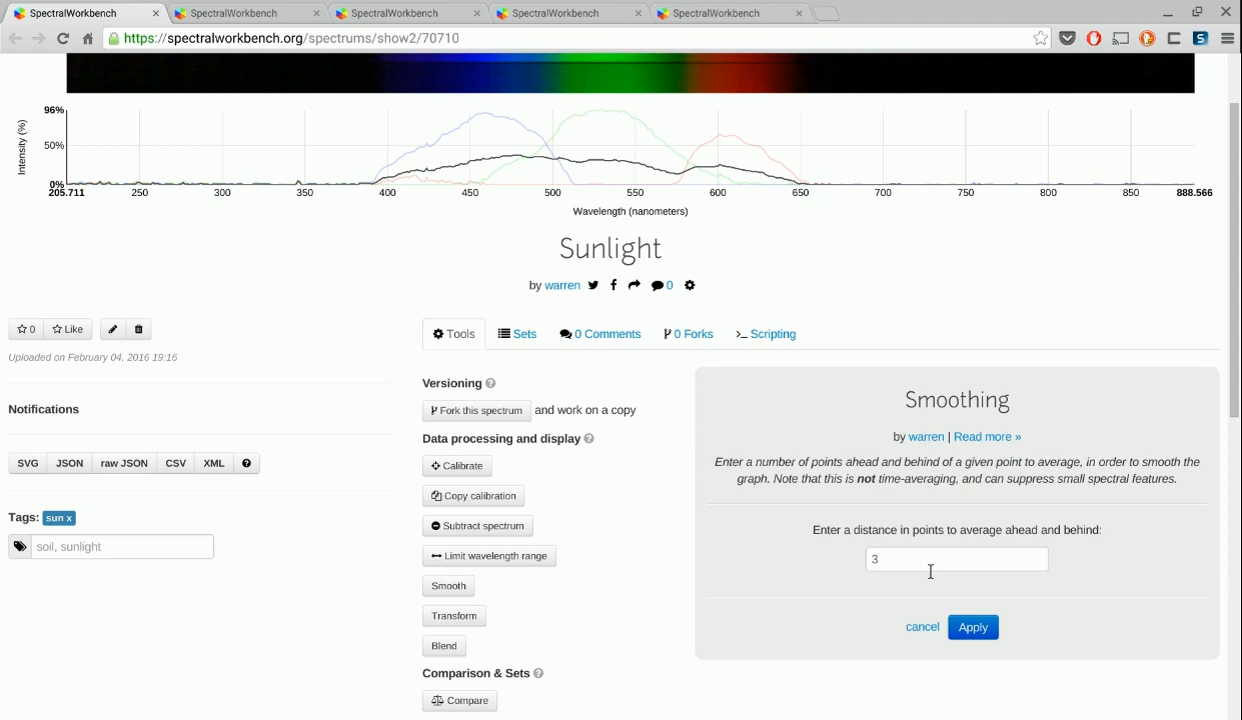 SpectralWorkbench × SpectralWorkbench × SpectralWorkbench × SpectralWorkbench × SpectralWorkbench ×
https://spectralworkbench.org/spectrums/show2/70710
96%
50%
0%
Intensity (%)
205.711 250 300 350 400 450 500 550 600 650 700 750 800 850 888.566
Wavelength (nanometers)
Sunlight
by warren 0
0 Like
Uploaded on February 04, 2016 19:16
Notifications
SVG JSON raw JSON CSV XML ?
Tags: sun x
soil, sunlight
Tools Sets 0 Comments 0 Forks >_ Scripting
Versioning ?
Fork this spectrum and work on a copy
Data processing and display ?
Calibrate
Copy calibration
Subtract spectrum
Limit wavelength range
Smooth
Transform
Blend
Comparison & Sets ?
Compare
Smoothing
by warren | Read more »
Enter a number of points ahead and behind of a given point to average, in order to smooth the
graph. Note that this is not time-averaging, and can suppress small spectral features.
Enter a distance in points to average ahead and behind:
3
cancel Apply